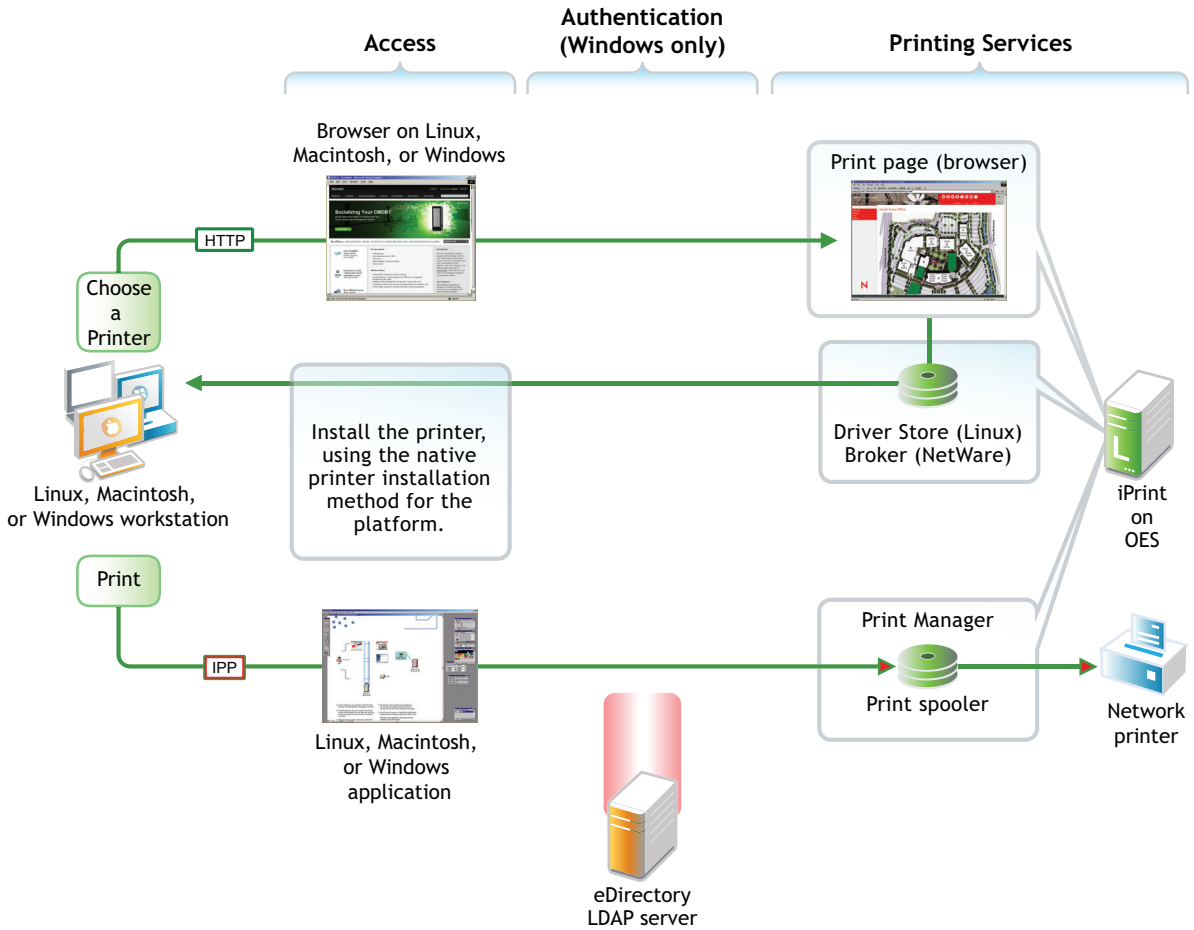 Access
Authentication
(Windows only)
Printing Services
Browser on Linux,
Macintosh, or Windows
Socializing Your CMDB?
Print page (browser)
HTTP
Choose
a
Printer
Linux, Macintosh,
or Windows workstation
Install the printer,
using the native
printer installation
method for the
platform.
Driver Store (Linux)
Broker (NetWare)
L
iPrint
on
OES
Print
IPP
Linux, Macintosh,
or Windows
application
Print Manager
Print spooler
Network
printer
eDirectory
LDAP server
N